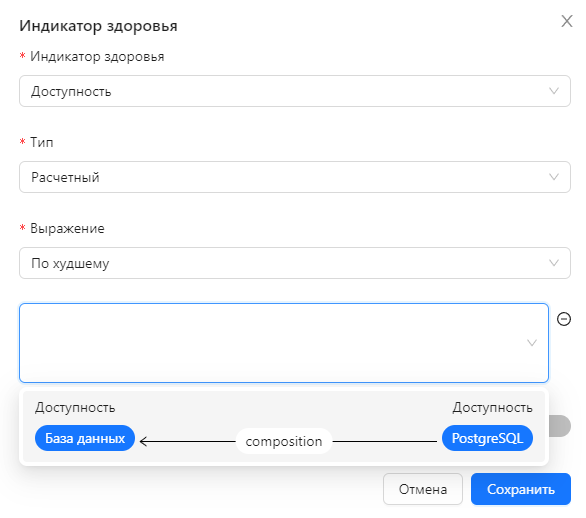 Индикатор здоровья
* Индикатор здоровья
Доступность
* Тип
Расчетный
* Выражение
По худшему
Доступность Доступность
База данных composition PostgreSQL
Отмена Сохранить